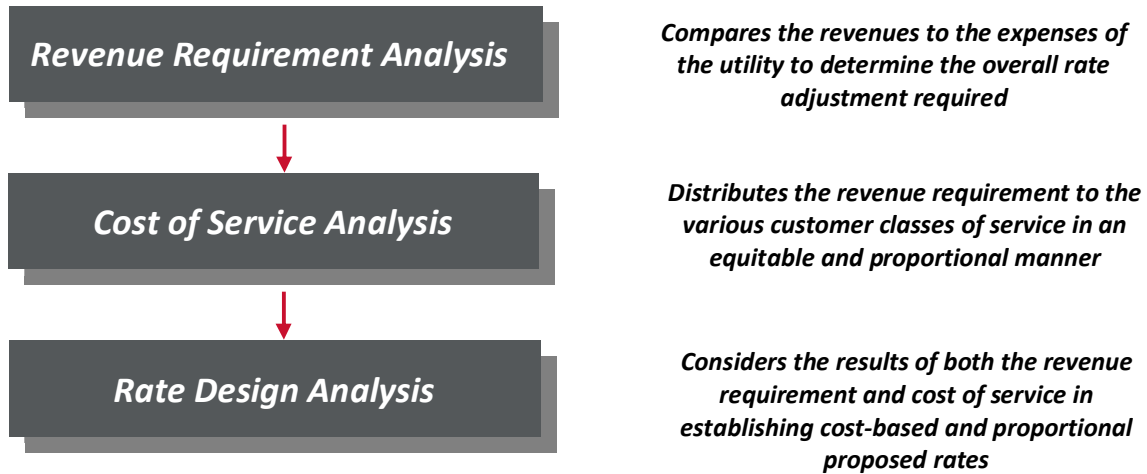 Revenue Requirement Analysis
Compares the revenues to the expenses of
the utility to determine the overall rate
adjustment required
Cost of Service Analysis
Distributes the revenue requirement to the
various customer classes of service in an
equitable and proportional manner
Rate Design Analysis
Considers the results of both the revenue
requirement and cost of service in
establishing cost-based and proportional
proposed rates